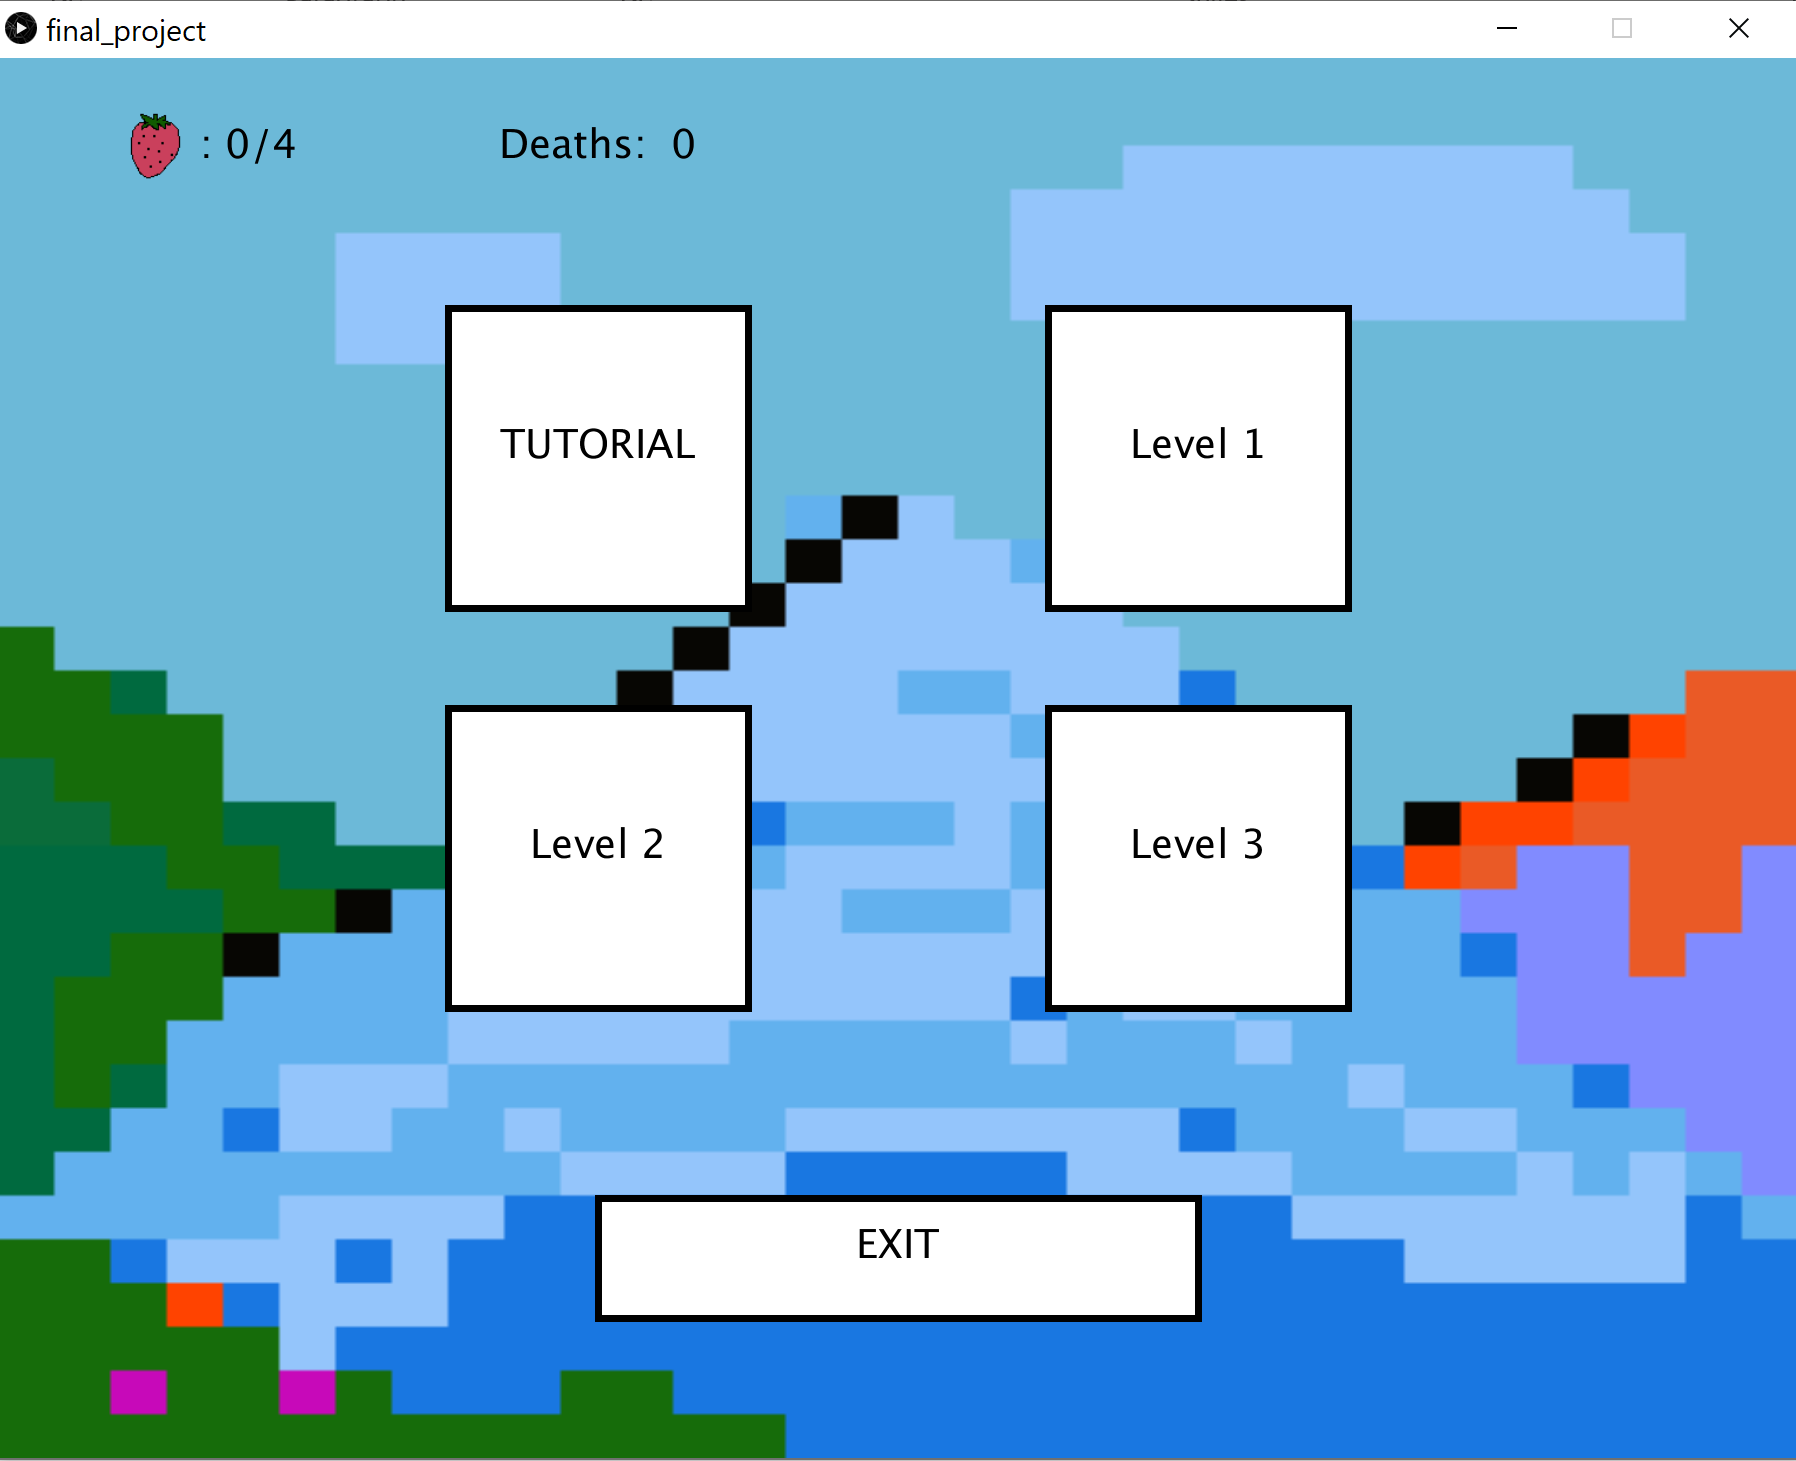 final_project
: 0/4
Deaths: 0
TUTORIAL
Level 1
Level 2
Level 3
EXIT